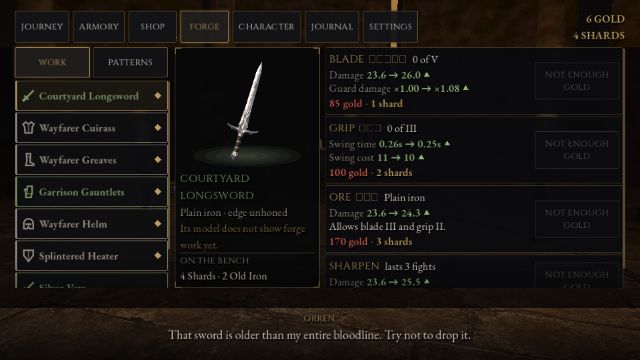 JOURNEY
ARMORY
SHOP
FORGE
CHARACTER
JOURNAL
SETTINGS
6 GOLD
4 SHARDS
WORK
PATTERNS
Courtyard Longsword
Wayfarer Cuirass
Wayfarer Greaves
Garrison Gauntlets
Wayfarer Helm
Splintered Heater
COURTYARD
LONGSWORD
Plain iron · edge unhoned
Its model does not show forge
work yet.
ON THE BENCH
4 Shards · 2 Old Iron
BLADE 0 of V
Damage 23.6 → 26.0
Guard damage ×1.00 → ×1.08
85 gold · 1 shard
NOT ENOUGH
GOLD
GRIP 0 of III
Swing time 0.26s → 0.25s
Swing cost 11 → 10
100 gold · 2 shards
NOT ENOUGH
GOLD
ORE Plain iron
Damage 23.6 → 24.3
Allows blade III and grip II.
170 gold · 3 shards
NOT ENOUGH
GOLD
SHARPEN lasts 3 fights
Damage 23.6 → 25.5
NOT ENOUGH
GOLD
ORREN
That sword is older than my entire bloodline. Try not to drop it.